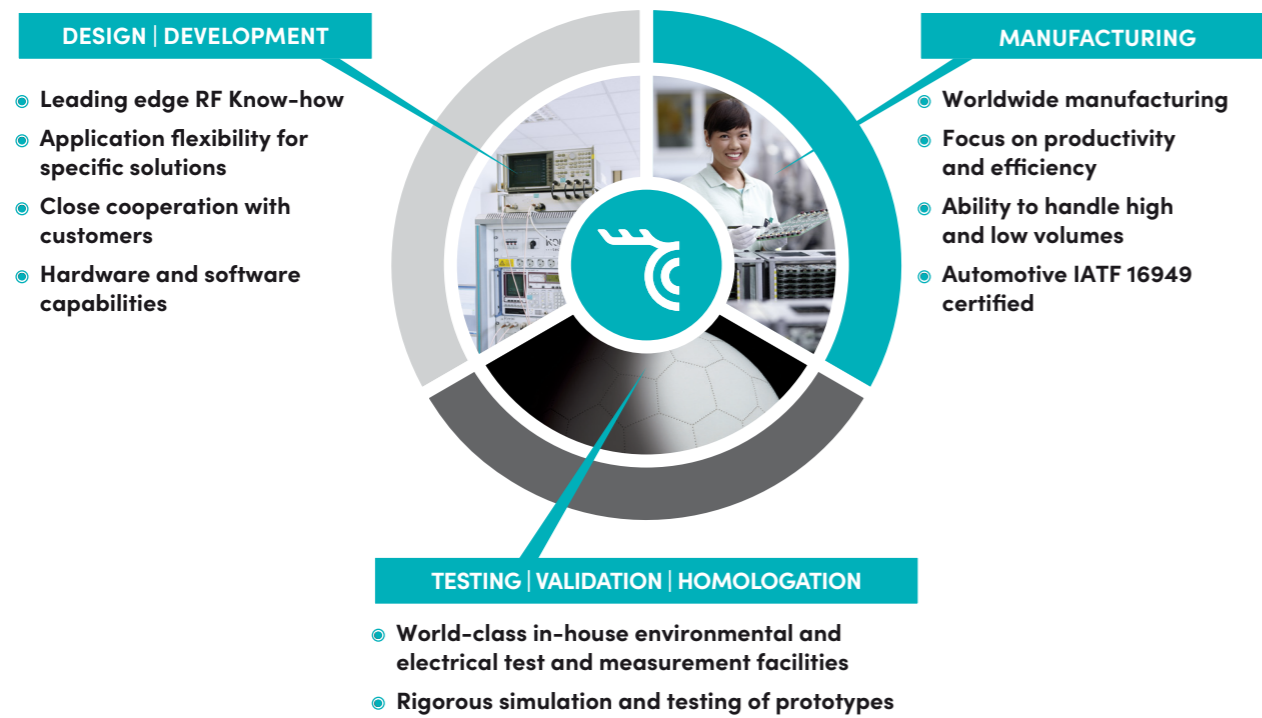 DESIGN | DEVELOPMENT
Leading edge RF Know-how
Application flexibility for
specific solutions
Close cooperation with
customers
Hardware and software
capabilities
MANUFACTURING
Worldwide manufacturing
Focus on productivity
and efficiency
Ability to handle high
and low volumes
Automotive IATF 16949
certified
TESTING | VALIDATION | HOMOLOGATION
World-class in-house environmental and
electrical test and measurement facilities
Rigorous simulation and testing of prototypes